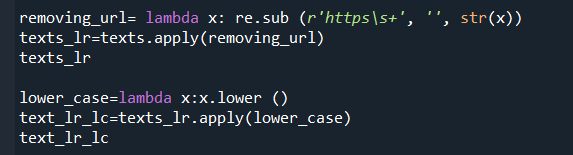 removing_url= lambda x: re.sub (r'https\s+', '', str(x))
texts_lr=texts.apply(removing_url)
texts_lr
lower_case=lambda x:x.lower ()
text_lr_lc=texts_lr.apply(lower_case)
text_lr_lc